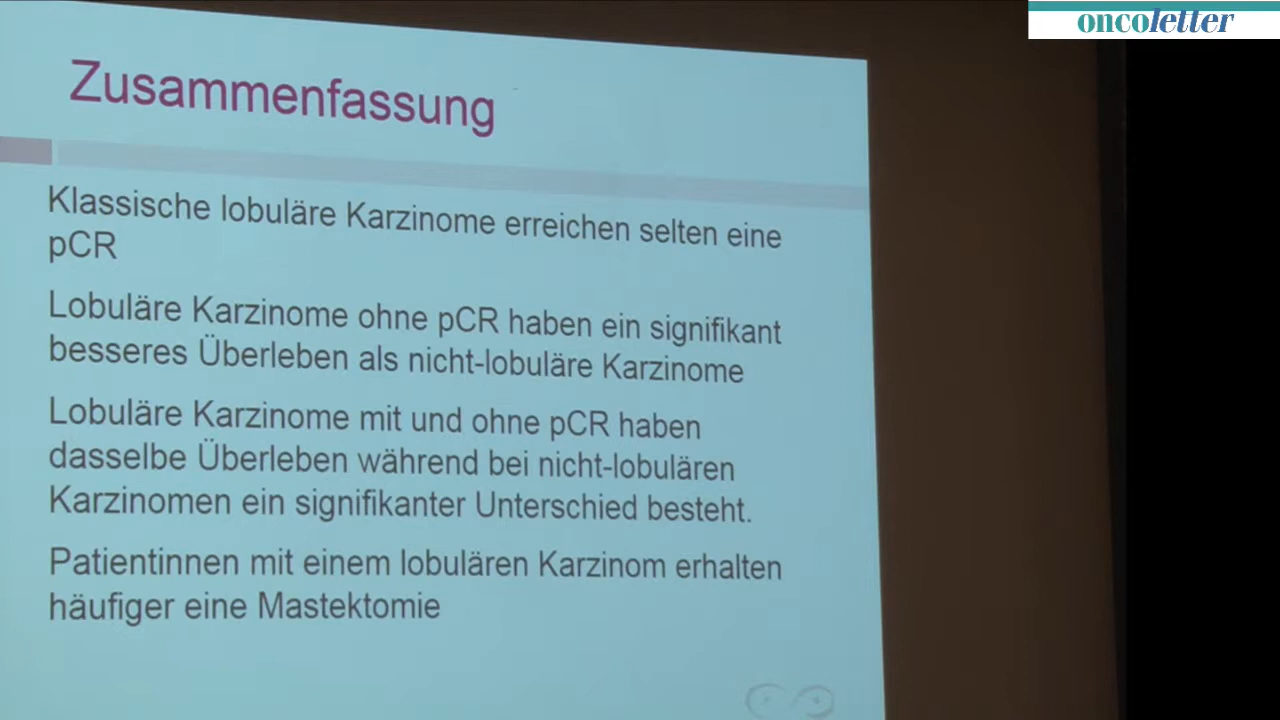 oncoletter
Zusammenfassung
Klassische lobuläre Karzinome erreichen selten eine
pCR
Lobuläre Karzinome ohne pCR haben ein signifikant
besseres Überleben als nicht-lobuläre Karzinome
Lobuläre Karzinome mit und ohne pCR haben
dasselbe Überleben während bei nicht-lobulären
Karzinomen ein signifikanter Unterschied besteht.
Patientinnen mit einem lobulären Karzinom erhalten
häufiger eine Mastektomie